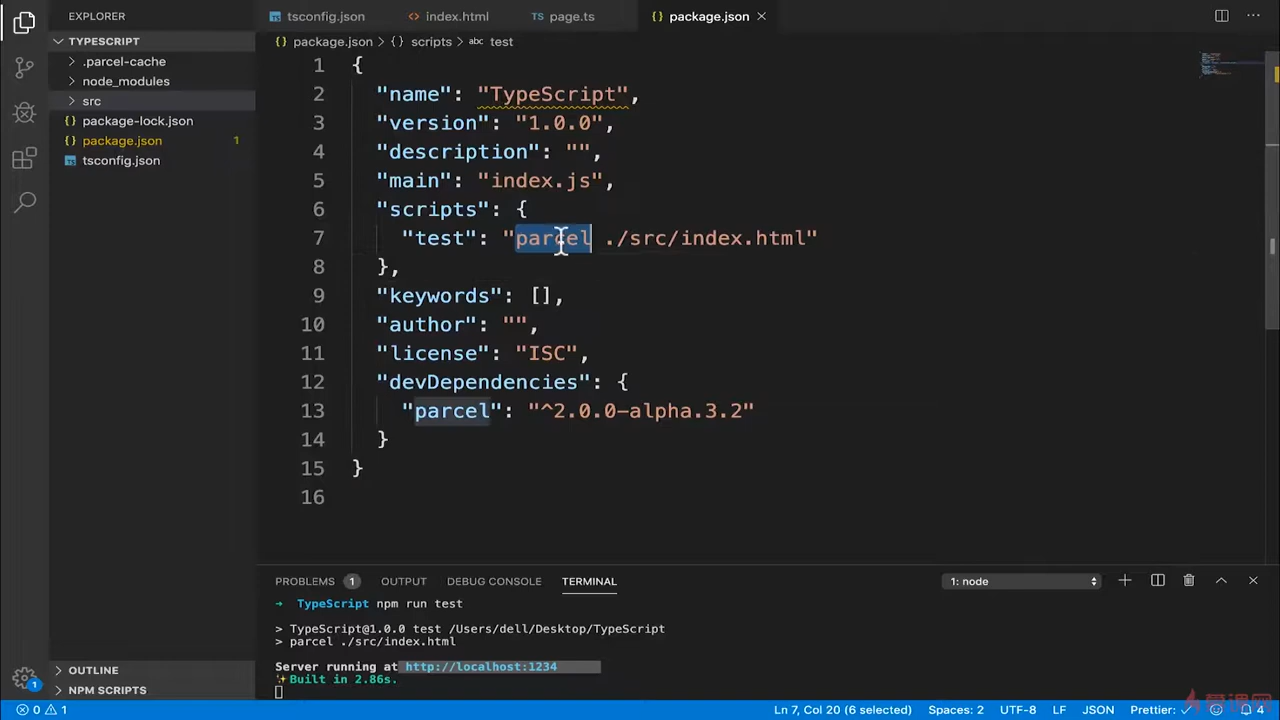 EXPLORER
TYPESCRIPT
.parcel-cache
node_modules
src
package-lock.json
package.json 1
tsconfig.json
OUTLINE
NPM SCRIPTS
tsconfig.json <> index.html TS page.ts {} package.json
{} package.json > {} scripts > abc test
1 {
2 "name": "TypeScript",
3 "version": "1.0.0",
4 "description": "",
5 "main": "index.js",
6 "scripts": {
7 "test": "parcel ./src/index.html"
8 },
9 "keywords": [],
10 "author": "",
11 "license": "ISC",
12 "devDependencies": {
13 "parcel": "^2.0.0-alpha.3.2"
14 }
15 }
16
PROBLEMS 1 OUTPUT DEBUG CONSOLE TERMINAL 1: node
→ TypeScript npm run test
> TypeScript@1.0.0 test /Users/dell/Desktop/TypeScript
> parcel ./src/index.html
Server running at http://localhost:1234
✨Built in 2.86s.
1
0 1 Ln 7, Col 20 (6 selected) Spaces: 2 UTF-8 LF JSON Prettier: ✓ 4